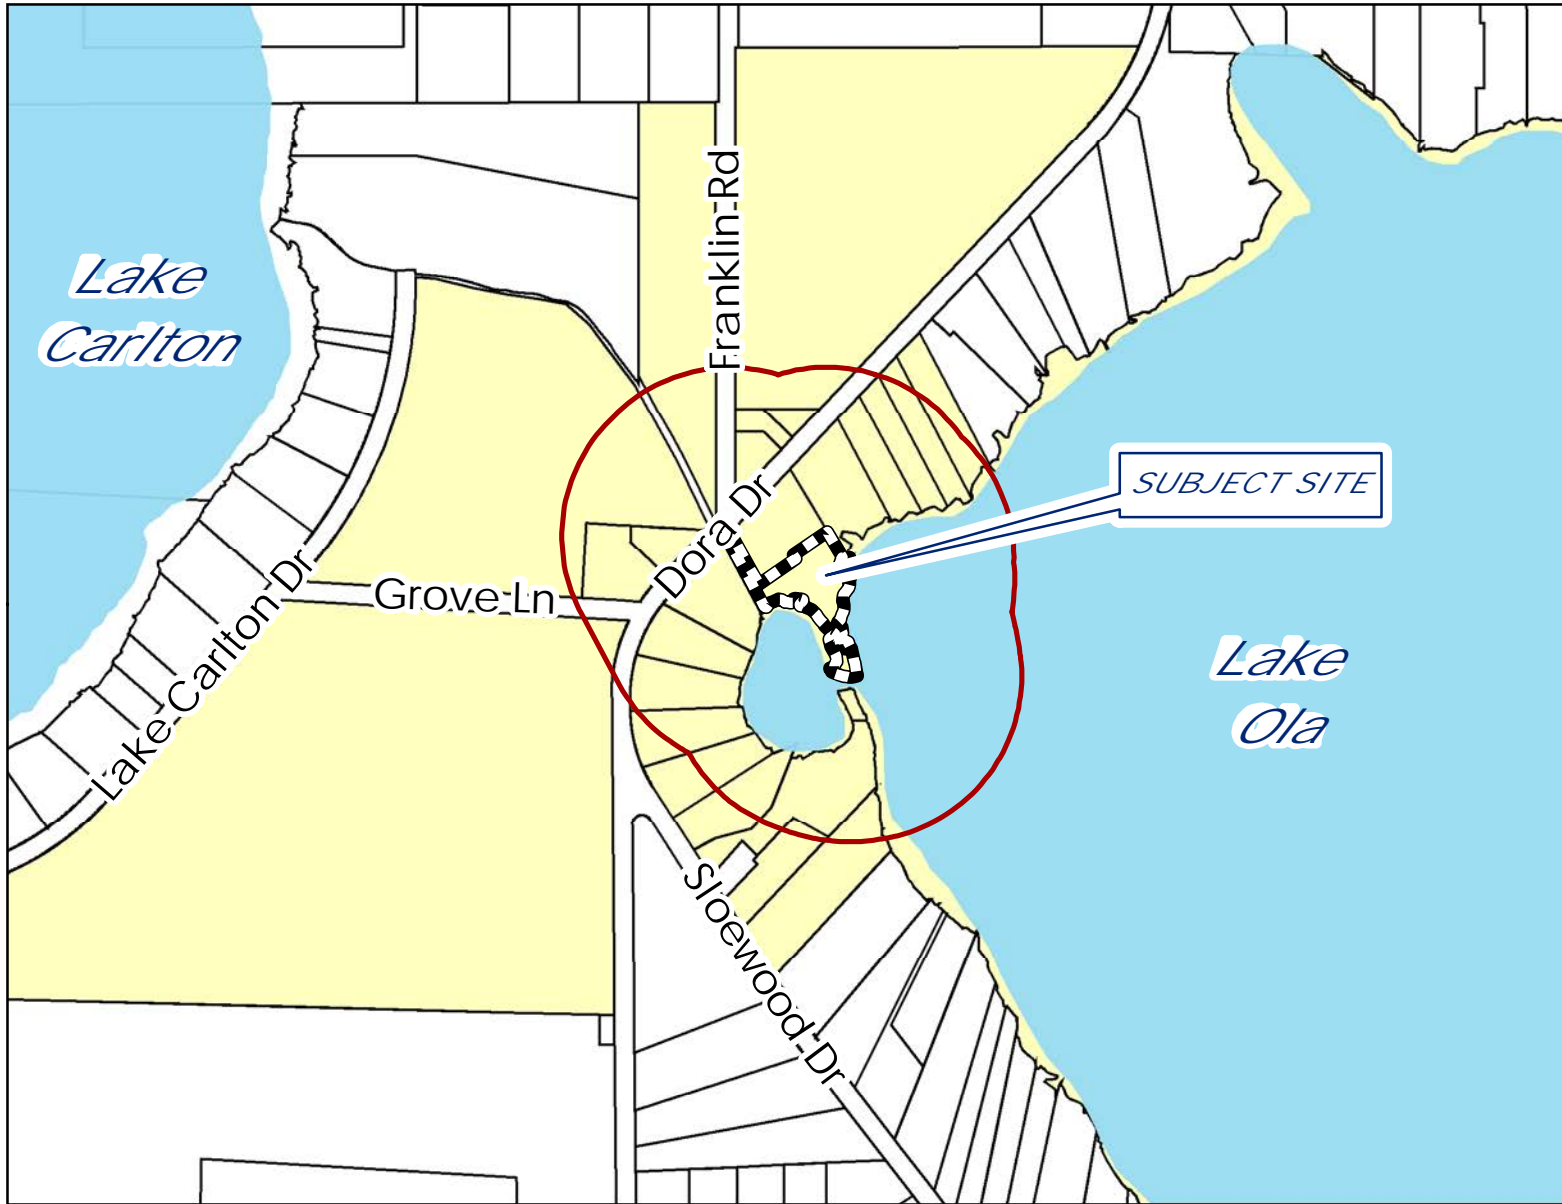 Franklin Rd
Lake
Carlton
SUBJECT SITE
Dora Dr
Grove Ln
Lake Carlton Dr
Lake
Ola
Sloewood Dr